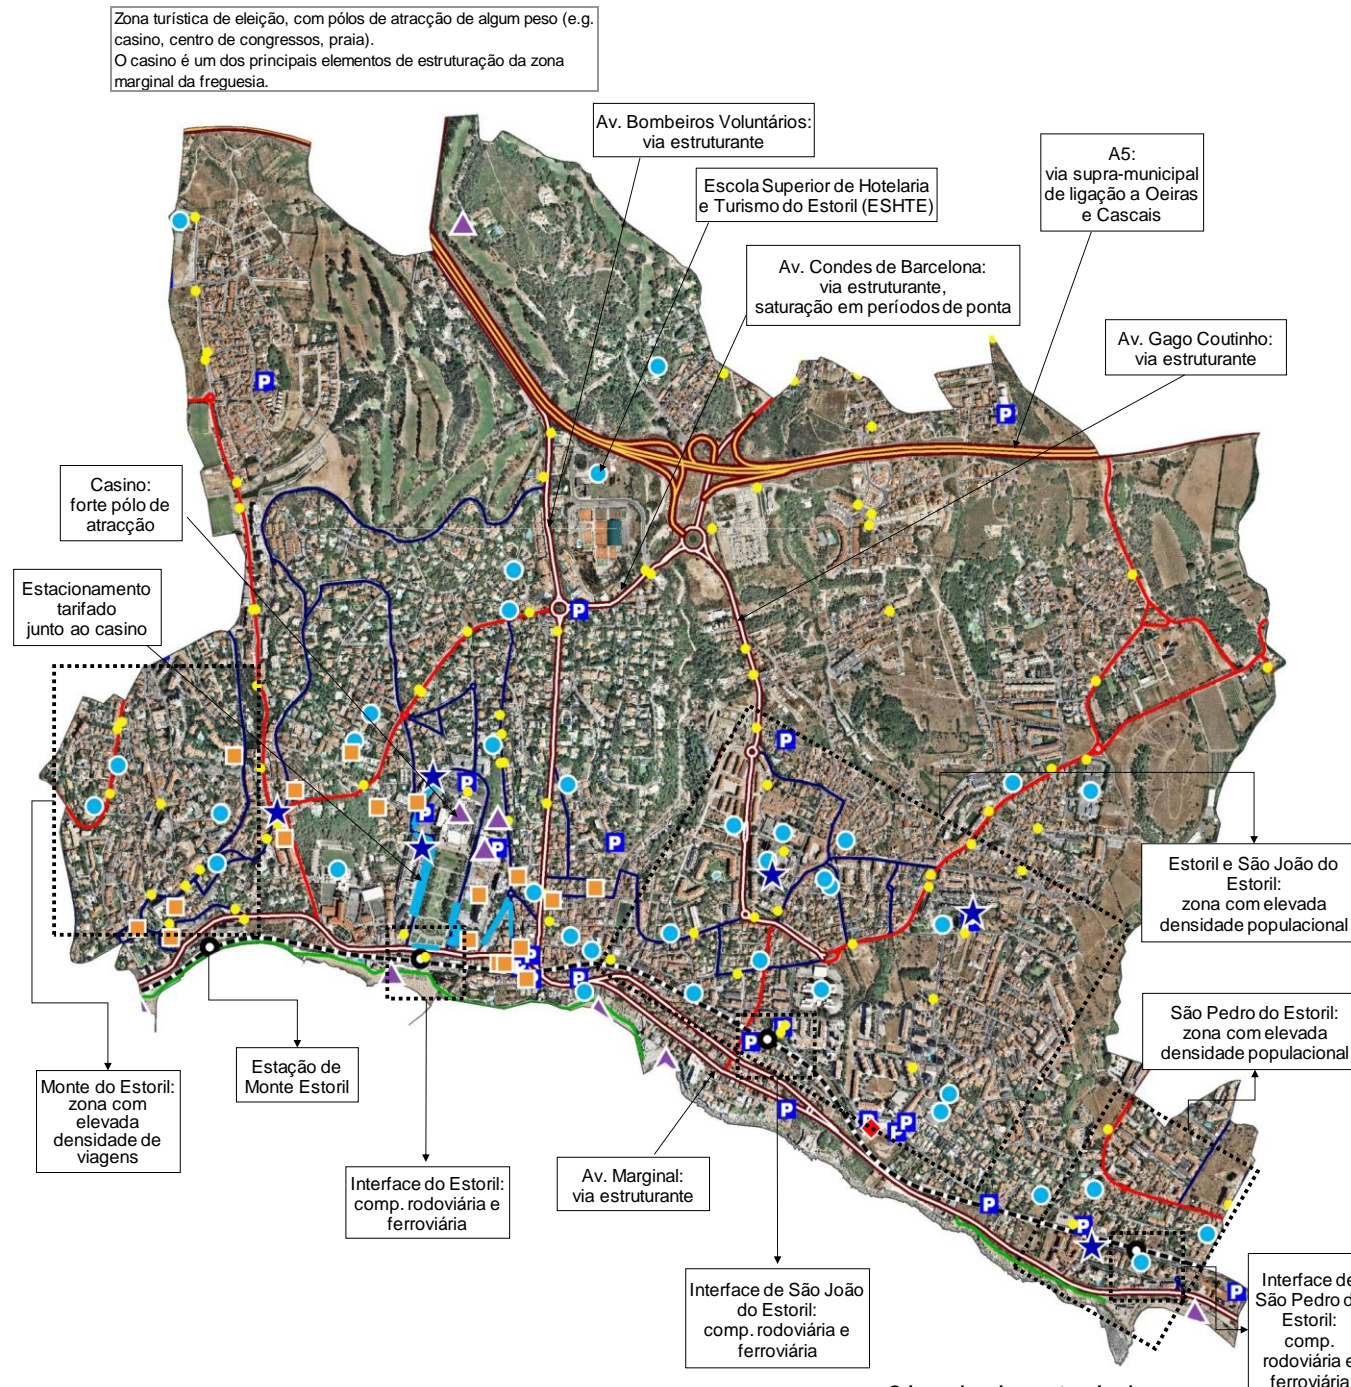 Zona turística de eleição, com pólos de atracção de algum peso (e.g.
casino, centro de congressos, praia).
O casino é um dos principais elementos de estruturação da zona
marginal da freguesia.
Av. Bombeiros Voluntários:
via estruturante
A5:
via supra-municipal
de ligação a Oeiras
e Cascais
Escola Superior de Hotelaria
e Turismo do Estoril (ESHTE)
Av. Condes de Barcelona:
via estruturante,
saturação em períodos de ponta
Av. Gago Coutinho:
via estruturante
P
P
Casino:
forte pólo de
atracção
Estacionamento
tarifado
junto ao casino
P
P
P
P
P
P
Estoril e São João do
Estoril:
zona com elevada
densidade populacional
P
P
P
São Pedro do Estoril:
zona com elevada
densidade populacional
P
P
Estação de
Monte Estoril
Monte do Estoril:
zona com
elevada
densidade de
viagens
P
P
P
P
Av. Marginal:
via estruturante
Interface do Estoril:
comp. rodoviária e
ferroviária
P
P
Interface de São João
do Estoril:
comp. rodoviária e
ferroviária
P
Interface de
São Pedro d
Estoril:
comp.
rodoviária e
ferroviária